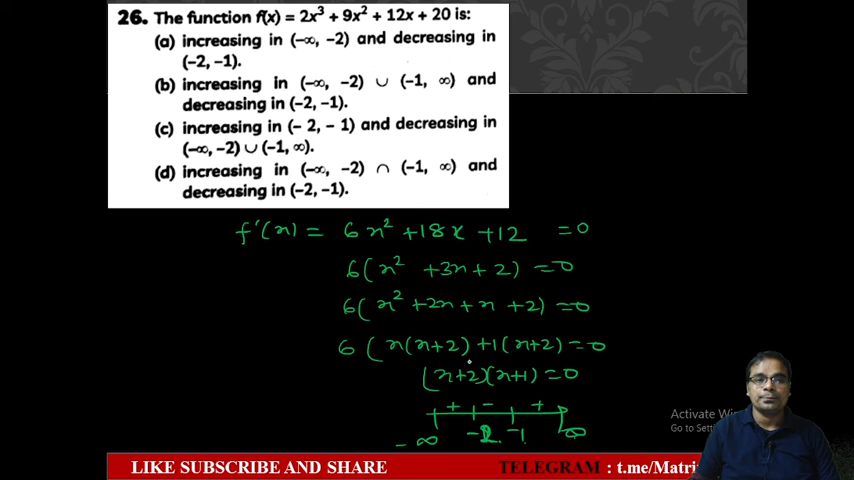 26. The function f(x) = 2x³ + 9x² + 12x + 20 is:
(a) increasing in (-∞, -2) and decreasing in
(-2, -1).
(b) increasing in (-∞, -2) ∪ (-1, ∞) and
decreasing in (-2, -1).
(c) increasing in (- 2, - 1) and decreasing in
(-∞, -2) ∪ (-1, ∞).
(d) increasing in (-∞, -2) ∩ (-1, ∞) and
decreasing in (-2, -1).
f'(x) = 6x² + 18x + 12 = 0
6(x² + 3x + 2) = 0
6(x² + 2x + x + 2) = 0
6(x(x+2) + 1(x+2) = 0
(x+2)(x+1) = 0
+ - +
-∞ -2 -1 ∞
Activate
Go to
LIKE SUBSCRIBE AND SHARE
TELEGRAM : t.me/Matri